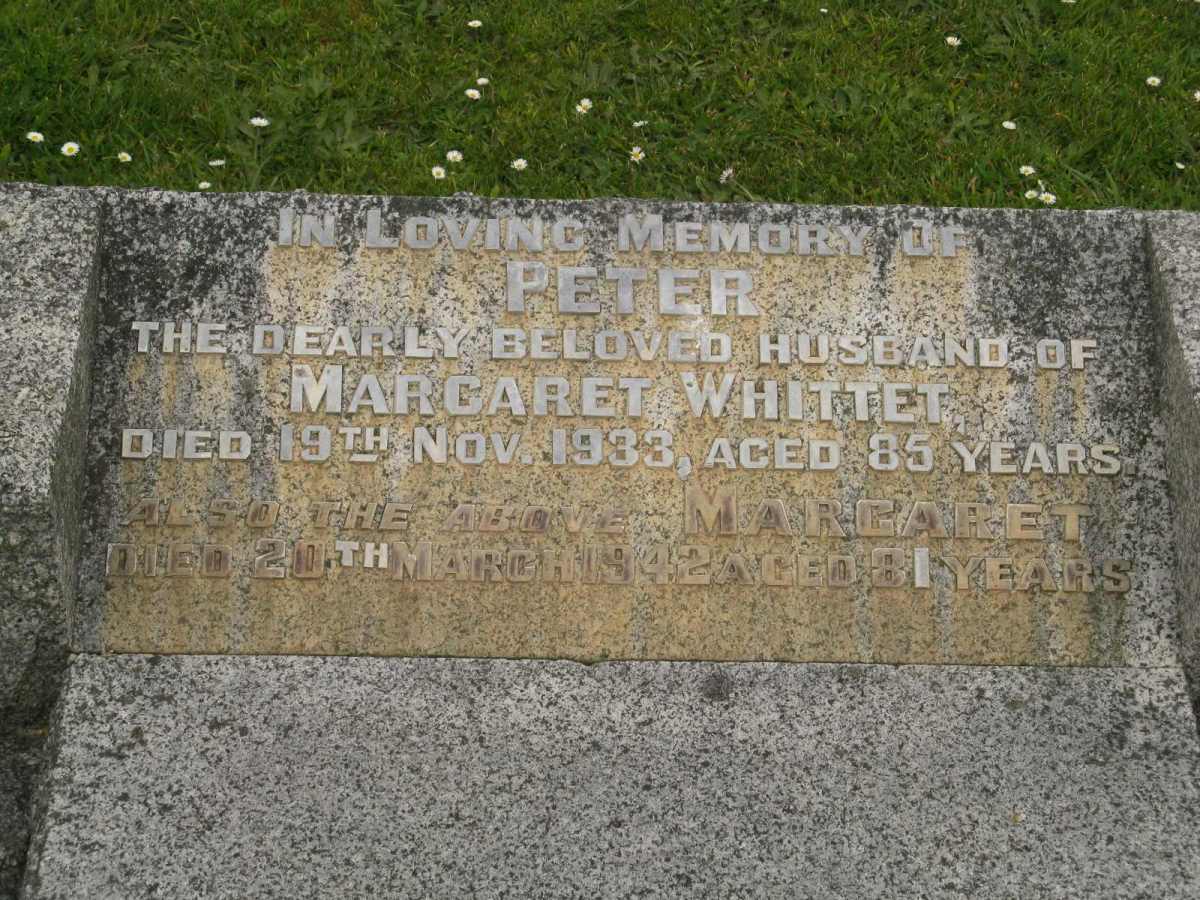 IN LOVING MEMORY OF
PETER
THE DEARLY BELOVED HUSBAND OF
MARGARET WHITTET,
DIED 19TH NOV. 1933, AGED 85 YEARS.
ALSO THE ABOVE MARGARET
DIED 20TH MARCH 1942 AGED 81 YEARS